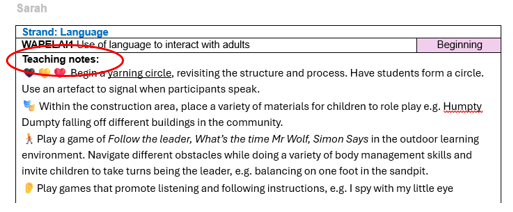 Sarah
Strand: Language
WAPELAI4 Use of language to interact with adults
Beginning
Teaching notes:
Begin a yarning circle, revisiting the structure and process. Have students form a circle.
Use an artefact to signal when participants speak.
Within the construction area, place a variety of materials for children to role play e.g. Humpty
Dumpty falling off different buildings in the community.
Play a game of Follow the leader, What's the time Mr Wolf, Simon Says in the outdoor learning
environment. Navigate different obstacles while doing a variety of body management skills and
invite children to take turns being the leader, e.g. balancing on one foot in the sandpit.
Play games that promote listening and following instructions, e.g. I spy with my little eye